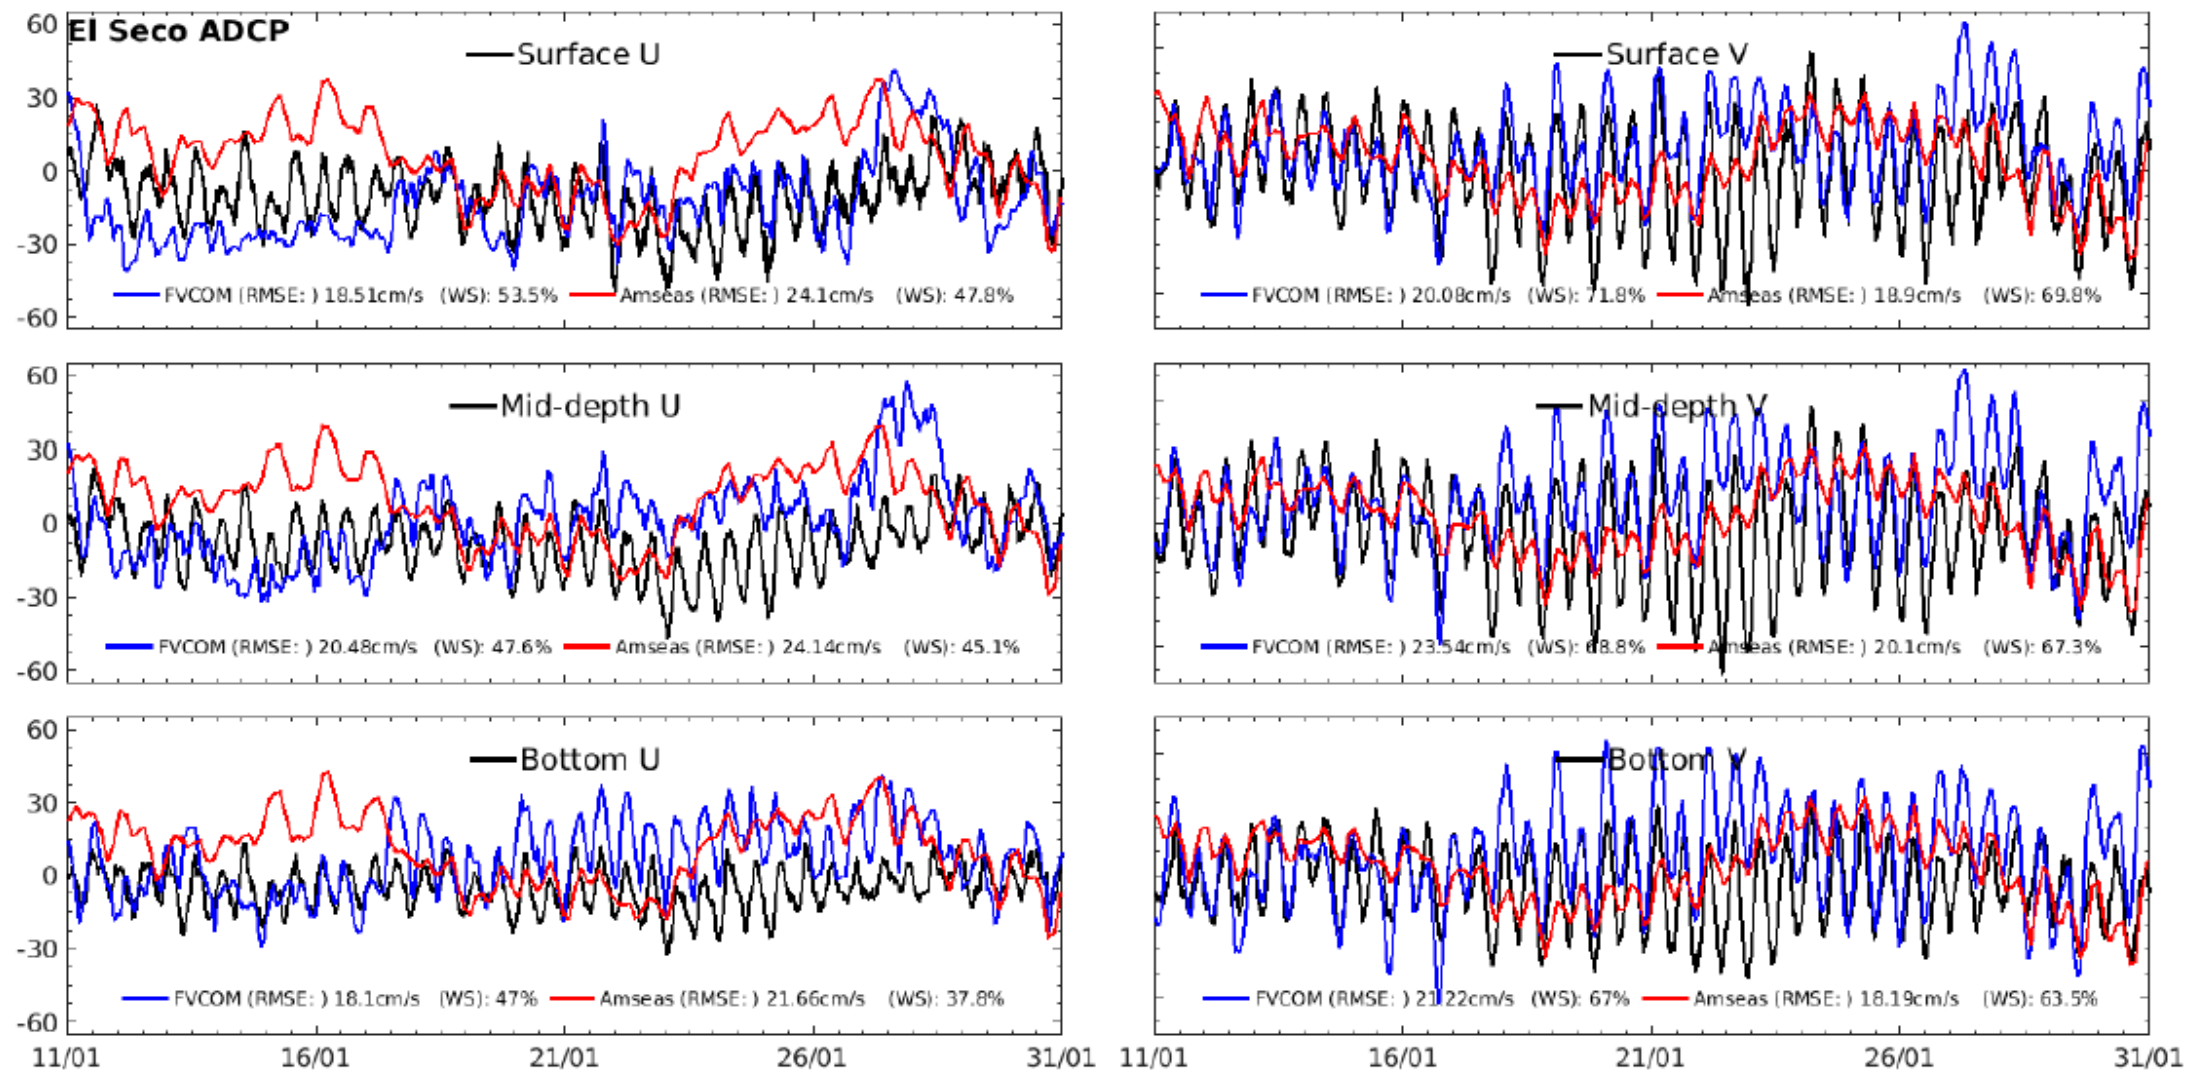 El Seco ADCP
60
30
0
-30
-60
Surface U
FVCOM (RMSE: ) 18.51cm/s (WS): 53.5% Amseas (RMSE: ) 24.1cm/s (WS): 47.8%
Surface V
FVCOM (RMSE: ) 20.08cm/s (WS): 71.8% Amseas (RMSE: ) 18.9cm/s (WS): 69.8%
60
30
0
-30
-60
Mid-depth U
FVCOM (RMSE: ) 20.48cm/s (WS): 47.6% Amseas (RMSE: ) 24.14cm/s (WS): 45.1%
Mid-depth V
FVCOM (RMSE: ) 23.54cm/s (WS): 68.8% Amseas (RMSE: ) 20.1cm/s (WS): 67.3%
60
30
0
-30
-60
Bottom U
FVCOM (RMSE: ) 18.1cm/s (WS): 47% Amseas (RMSE: ) 21.66cm/s (WS): 37.8%
Bottom V
FVCOM (RMSE: ) 21.22cm/s (WS): 67% Amseas (RMSE: ) 18.19cm/s (WS): 63.5%
11/01 16/01 21/01 26/01 31/01
11/01 16/01 21/01 26/01 31/01